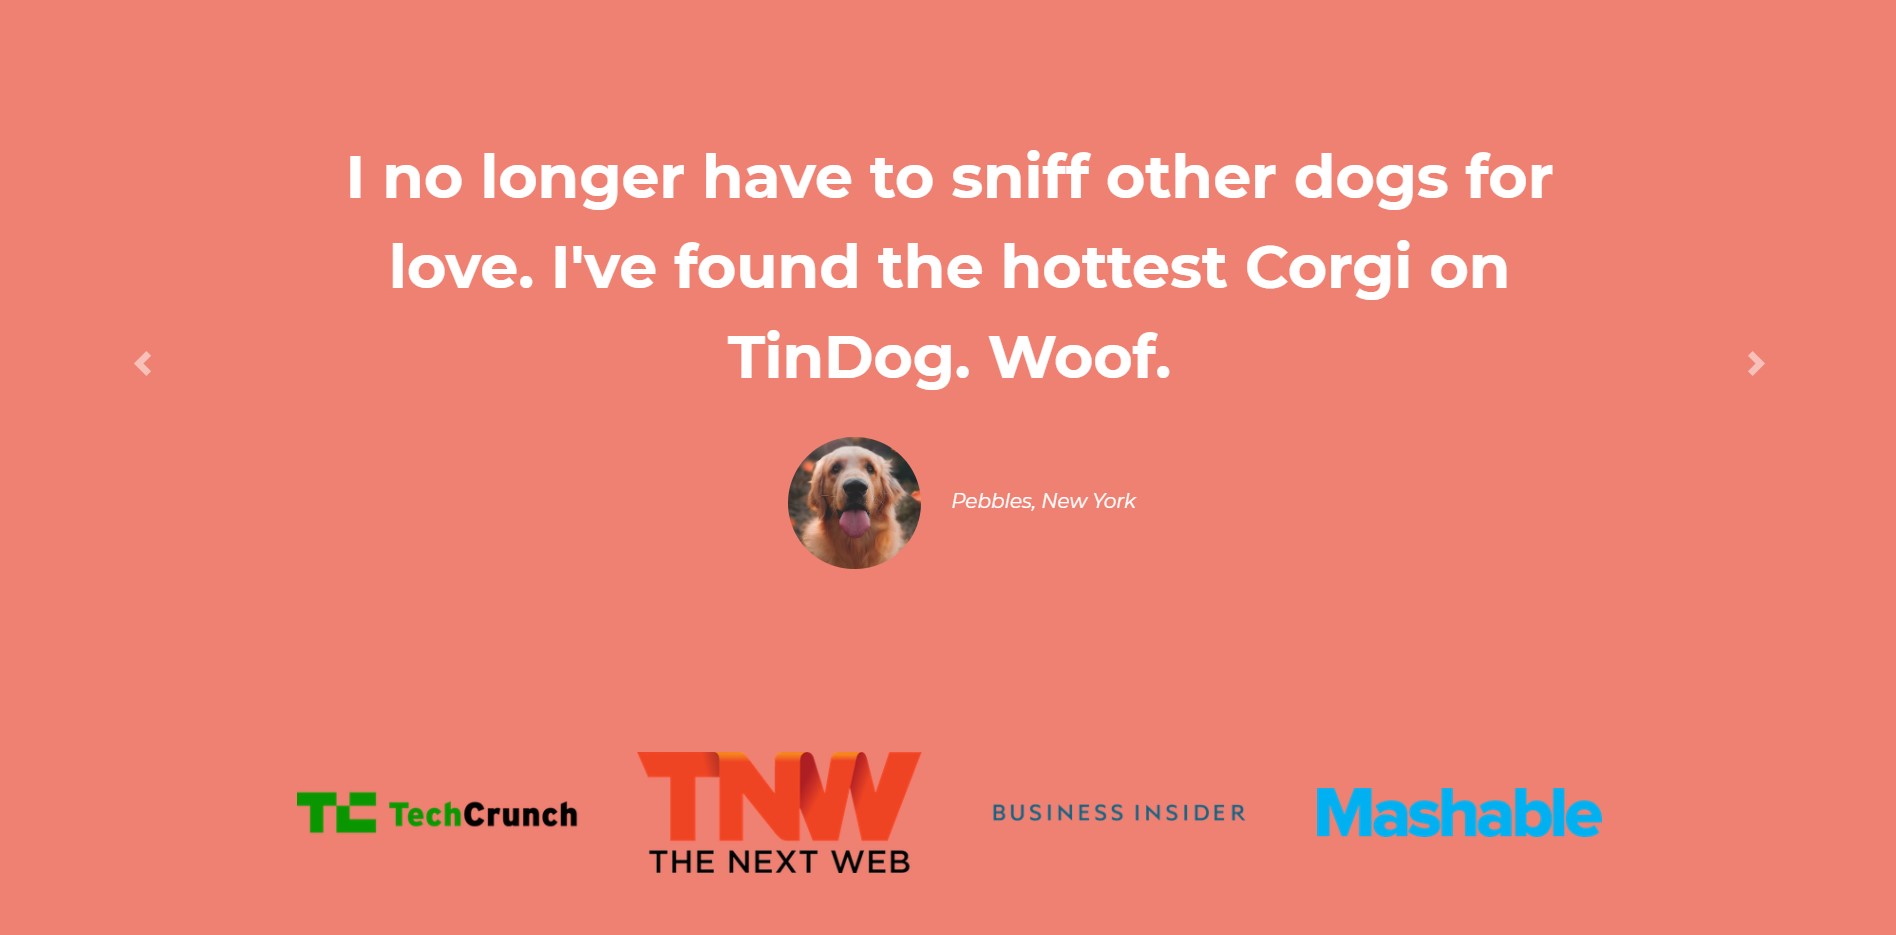 I no longer have to sniff other dogs for
love. I've found the hottest Corgi on
TinDog. Woof.
Pebbles, New York
TC TechCrunch
TNW
THE NEXT WEB
BUSINESS INSIDER
Mashable